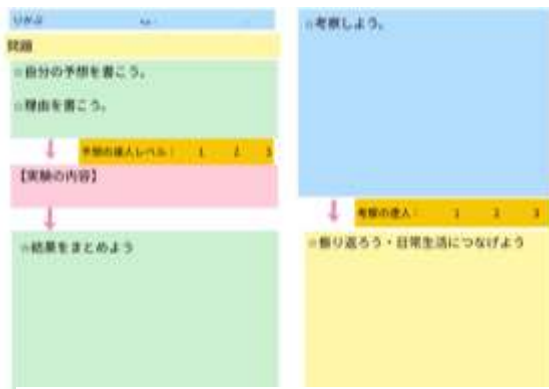 問題
○自分の予想を書こう。
○理由を書こう。
予想の達人レベル： 1 2 3
【実験の内容】
○結果をまとめよう
○考察しよう。
考察の達人： 1 2 3
○振り返ろう・日常生活につなげよう